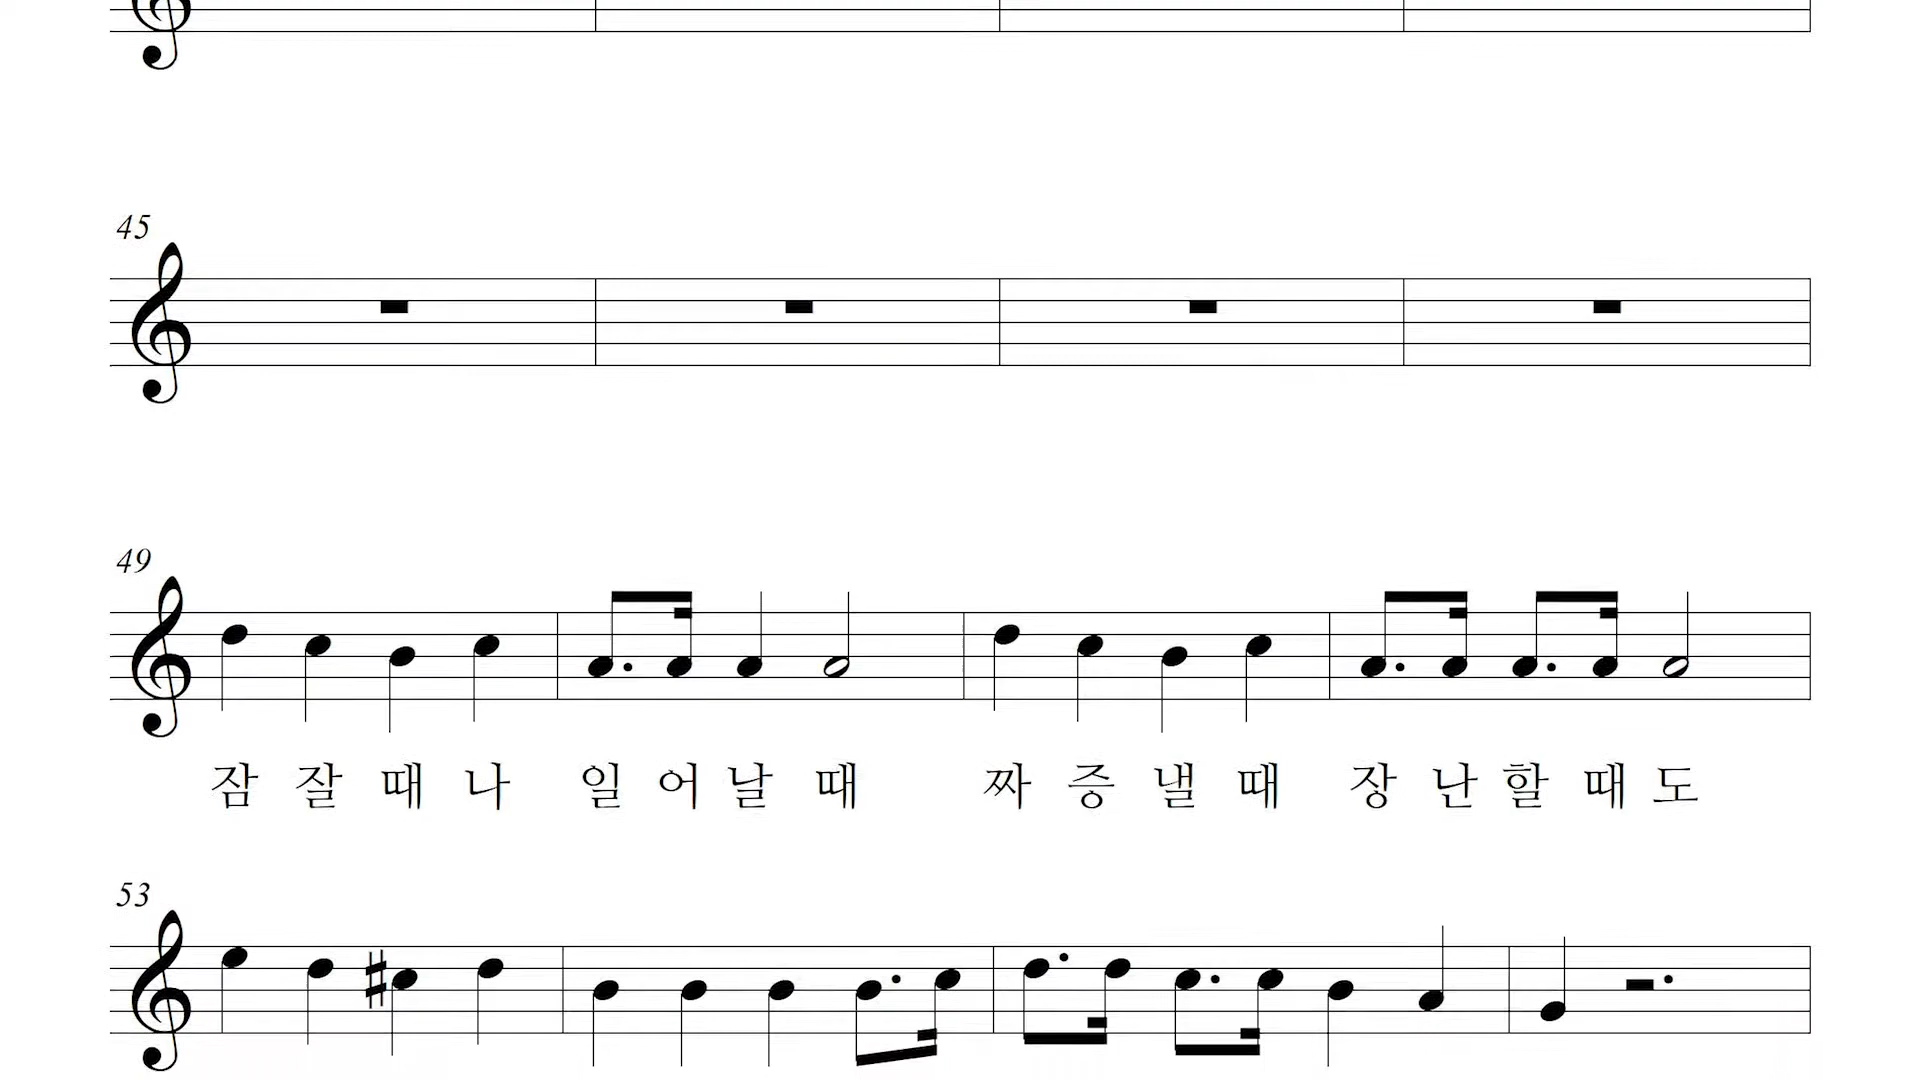 45
49
잠 잘 때 나 일 어 날 때 짜 증 낼 때 장 난 할 때 도
53